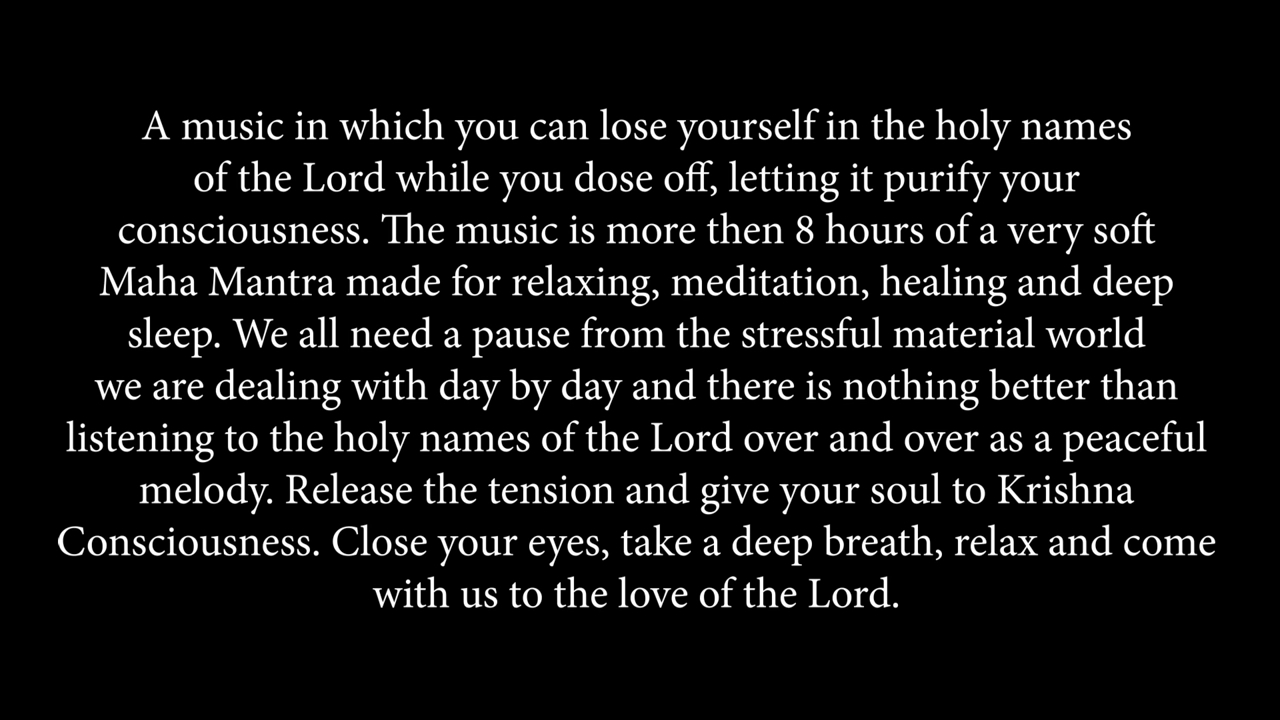 A music in which you can lose yourself in the holy names
of the Lord while you dose off, letting it purify your
consciousness. The music is more then 8 hours of a very soft
Maha Mantra made for relaxing, meditation, healing and deep
sleep. We all need a pause from the stressful material world
we are dealing with day by day and there is nothing better than
listening to the holy names of the Lord over and over as a peaceful
melody. Release the tension and give your soul to Krishna
Consciousness. Close your eyes, take a deep breath, relax and come
with us to the love of the Lord.